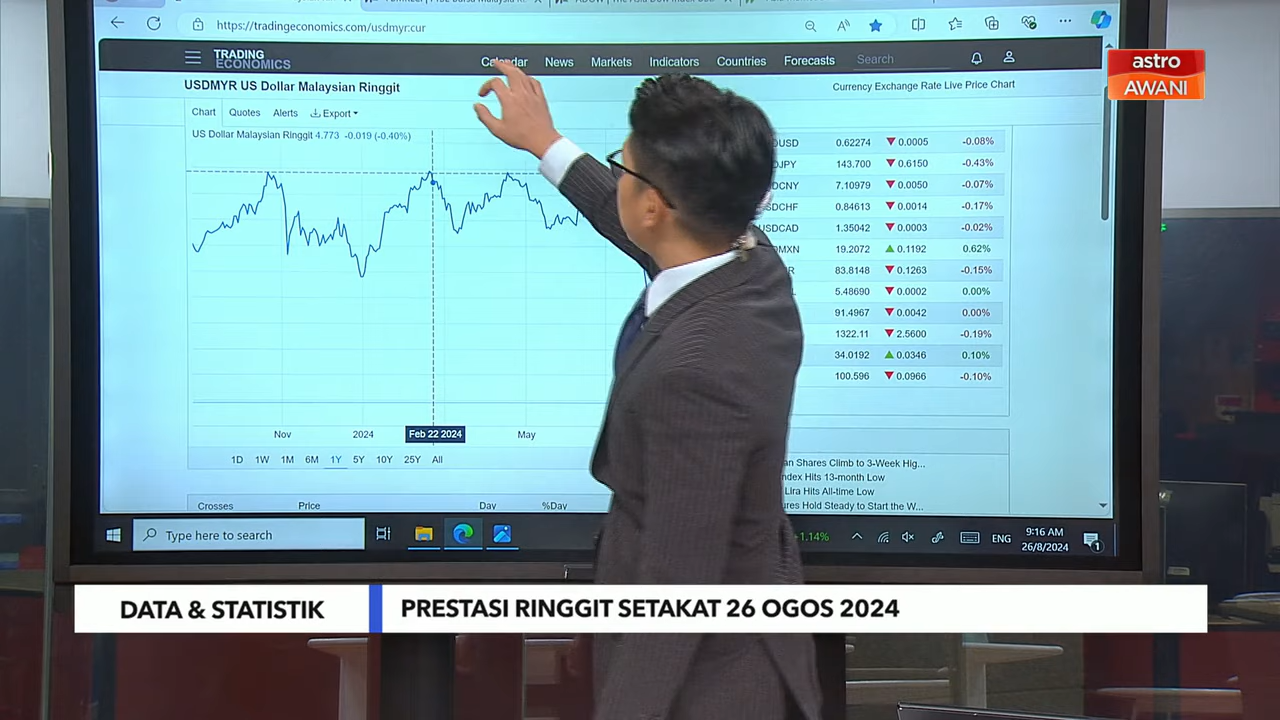 https://tradingeconomics.com/usdmyr:cur
TRADING
ECONOMICS
Calendar News Markets Indicators Countries Forecasts Search
astro
AWANI
USDMYR US Dollar Malaysian Ringgit
Currency Exchange Rate Live Price Chart
Chart Quotes Alerts Export
US Dollar Malaysian Ringgit 4.773 -0.019 (-0.40%)
0.62274 0.0005 -0.08%
143.700 0.6150 -0.43%
7.10979 0.0050 -0.07%
0.84613 0.0014 -0.17%
USDCAD 1.35042 0.0003 -0.02%
19.2072 0.1192 0.62%
83.8148 0.1263 -0.15%
5.48690 0.0002 0.00%
91.4967 0.0042 0.00%
1322.11 2.5600 -0.19%
34.0192 0.0346 0.10%
100.596 0.0966 -0.10%
Nov 2024 Feb 22 2024 May
1D 1W 1M 6M 1Y 5Y 10Y 25Y All
Shares Climb to 3-Week Hig...
Hits 13-month Low
Lira Hits All-time Low
Hold Steady to Start the W...
Crosses Price Day %Day
Type here to search
+1.14%
ENG
9:16 AM
26/8/2024
1
DATA & STATISTIK
PRESTASI RINGGIT SETAKAT 26 OGOS 2024